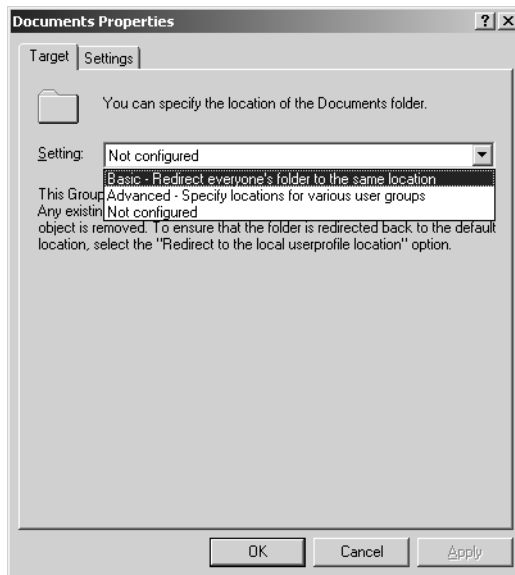 Documents Properties
? X
Target Settings
You can specify the location of the Documents folder.
Setting: Not configured
Basic - Redirect everyone's folder to the same location
This Group Advanced - Specify locations for various user groups
Any existin Not configured
object is removed. To ensure that the folder is redirected back to the default
location, select the "Redirect to the local userprofile location" option.
OK Cancel Apply